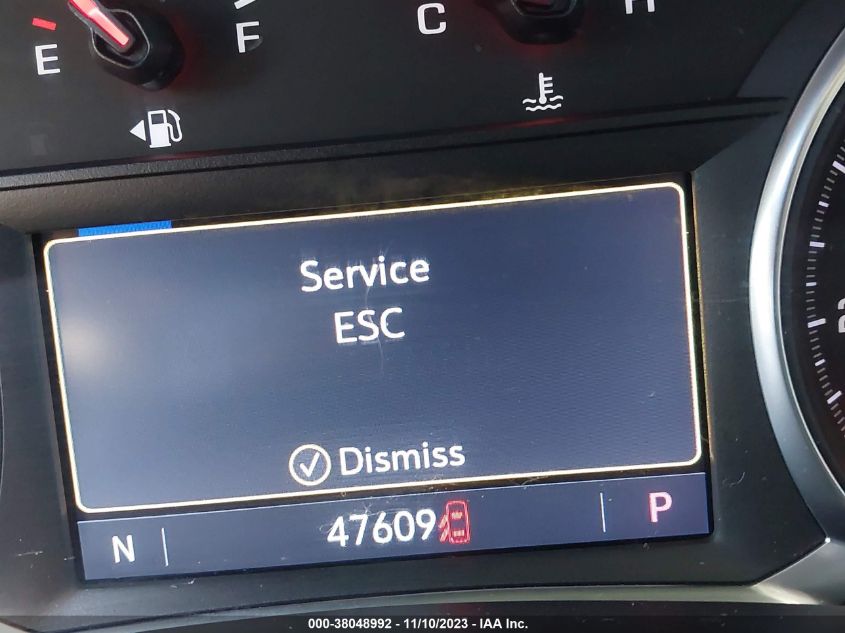 E F C H
Service
ESC
Dismiss
N 47609 P
000-38048992 - 11/10/2023 - IAA Inc.